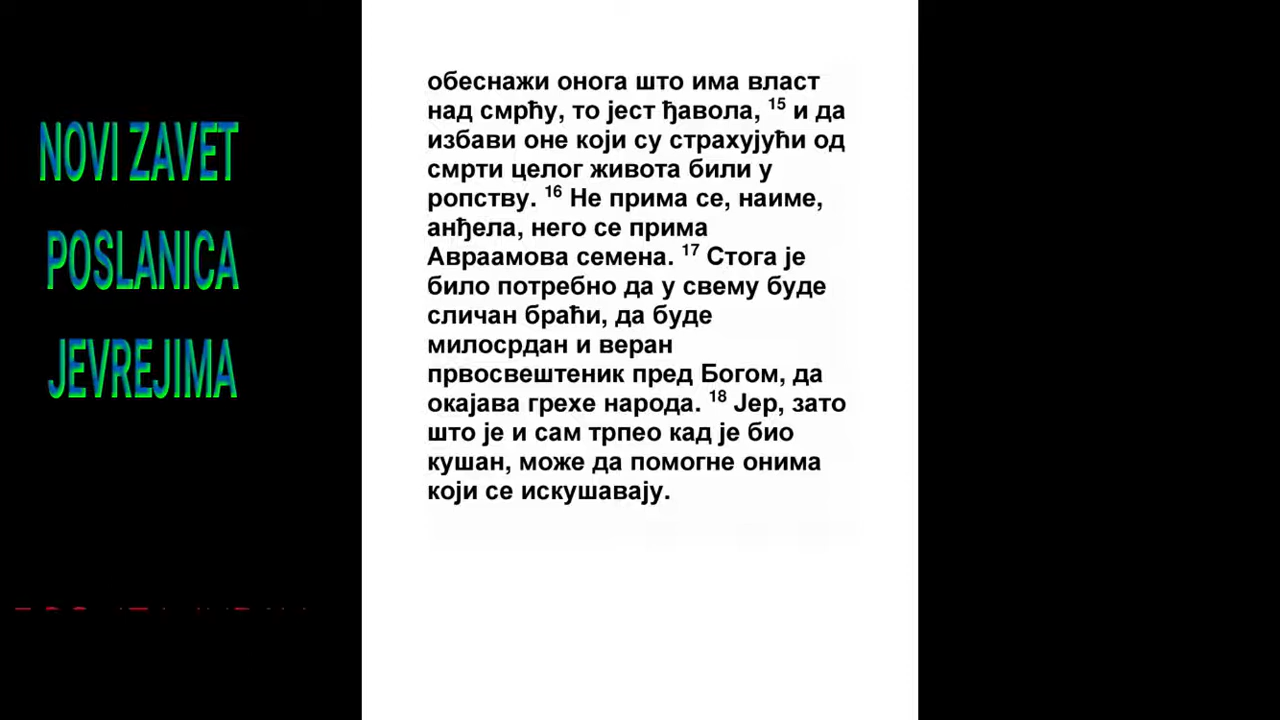 NOVI ZAVET
POSLANICA
JEVREJIMA
обеснажи онога што има власт
над смрћу, то јест ђавола, 15 и да
избави оне који су страхујући од
смрти целог живота били у
ропству. 16 Не прима се, наиме,
анђела, него се прима
Авраамова семена. 17 Стога је
било потребно да у свему буде
сличан браћи, да буде
милосрдан и веран
првосвештеник пред Богом, да
окајава грехе народа. 18 Јер, зато
што је и сам трпео кад је био
кушан, може да помогне онима
који се искушавају.